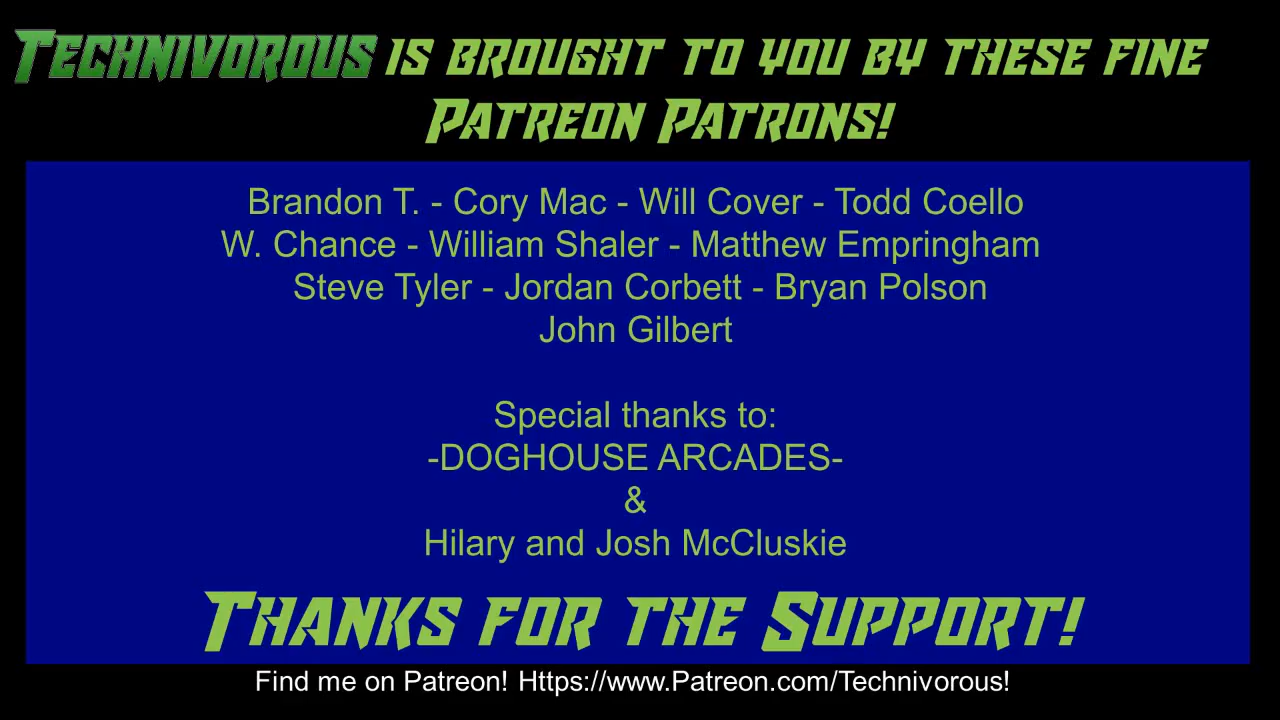 Technivorous is brought to you by these fine
Patreon Patrons!
Brandon T. - Cory Mac - Will Cover - Todd Coello
W. Chance - William Shaler - Matthew Empringham
Steve Tyler - Jordan Corbett - Bryan Polson
John Gilbert
Special thanks to:
-DOGHOUSE ARCADES-
&
Hilary and Josh McCluskie
Thanks for the Support!
Find me on Patreon! Https://www.Patreon.com/Technivorous!